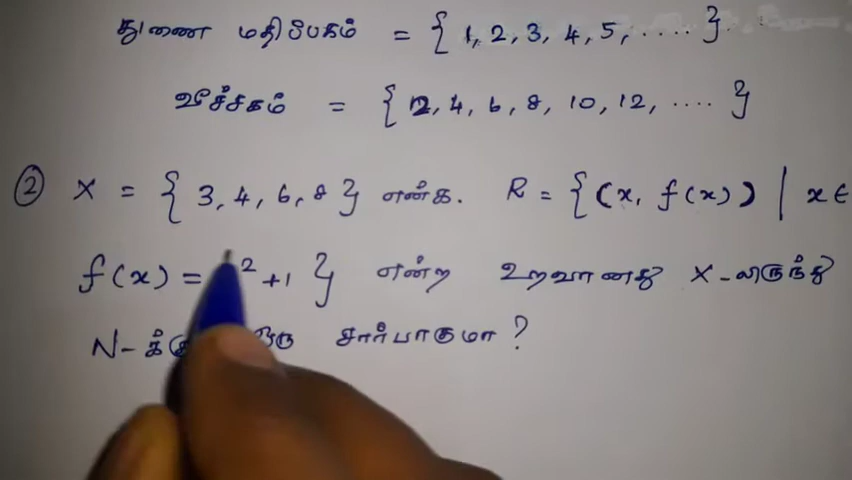 துணை மதிப்பகம் = { 1, 2, 3, 4, 5, .... }
வீச்சகம் = { 2, 4, 6, 8, 10, 12, .... }
② X = { 3, 4, 6, 8 } என்க. R = { (x, f(x)) | x ∈
f(x) = ² + 1 } என்ற உறவானது X-லிருந்து
N- சார்பாகுமா ?